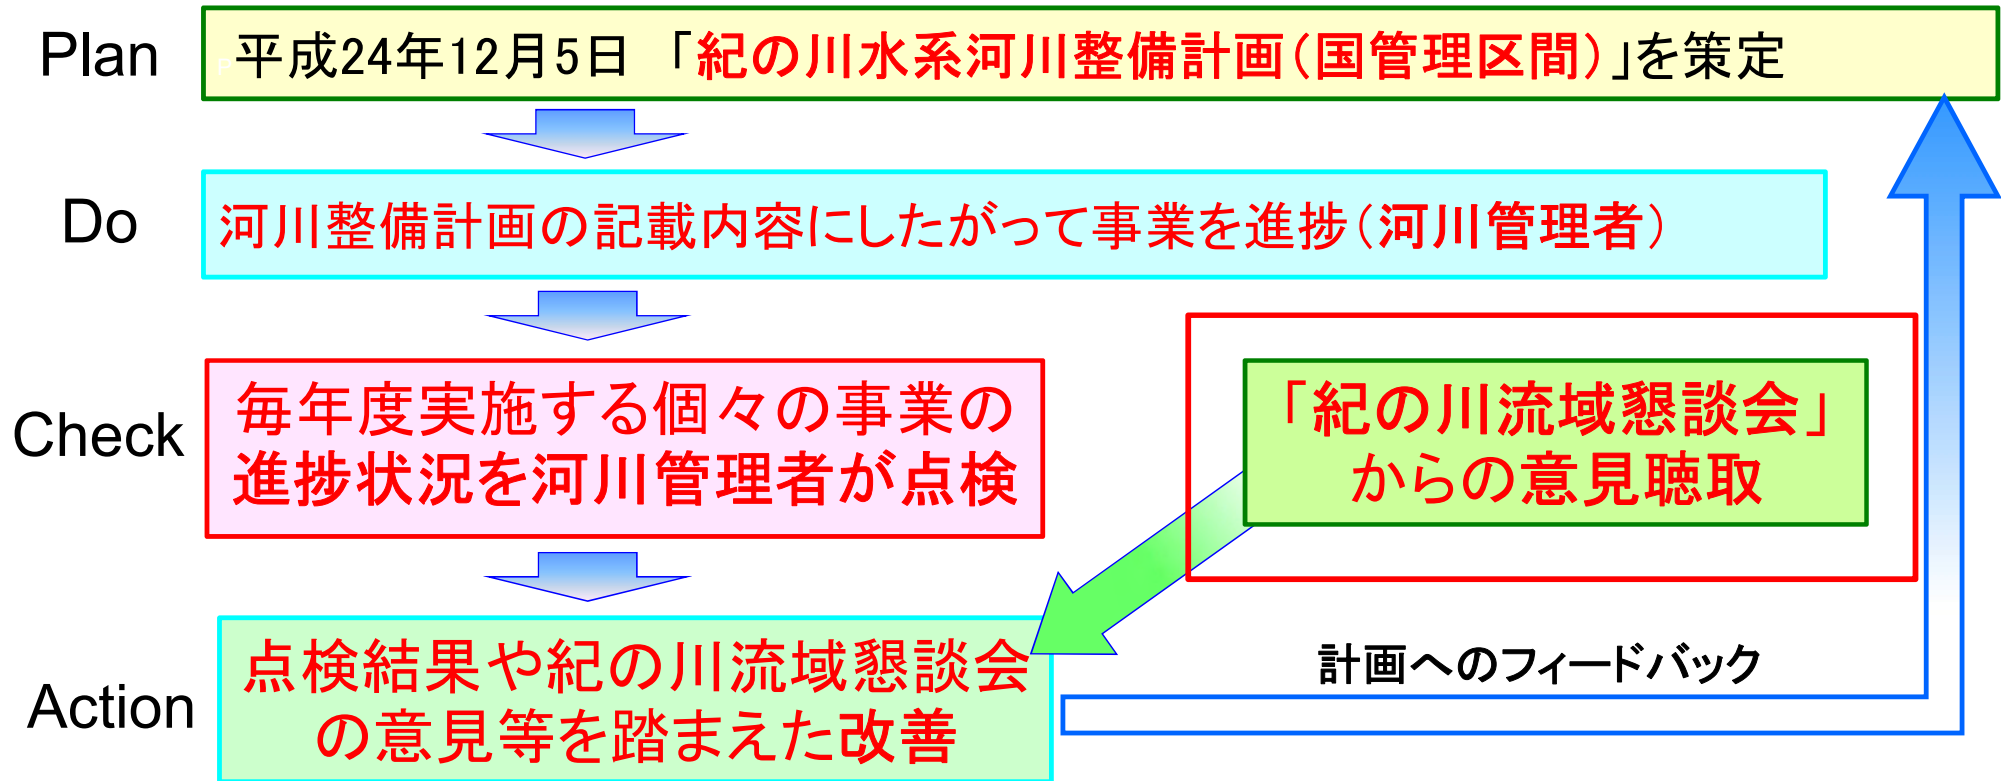 Plan
平成24年12月5日 「紀の川水系河川整備計画（国管理区間）」を策定
Do
河川整備計画の記載内容にしたがって事業を進捗（河川管理者）
Check
毎年度実施する個々の事業の
進捗状況を河川管理者が点検
「紀の川流域懇談会」
からの意見聴取
Action
点検結果や紀の川流域懇談会
の意見等を踏まえた改善
計画へのフィードバック